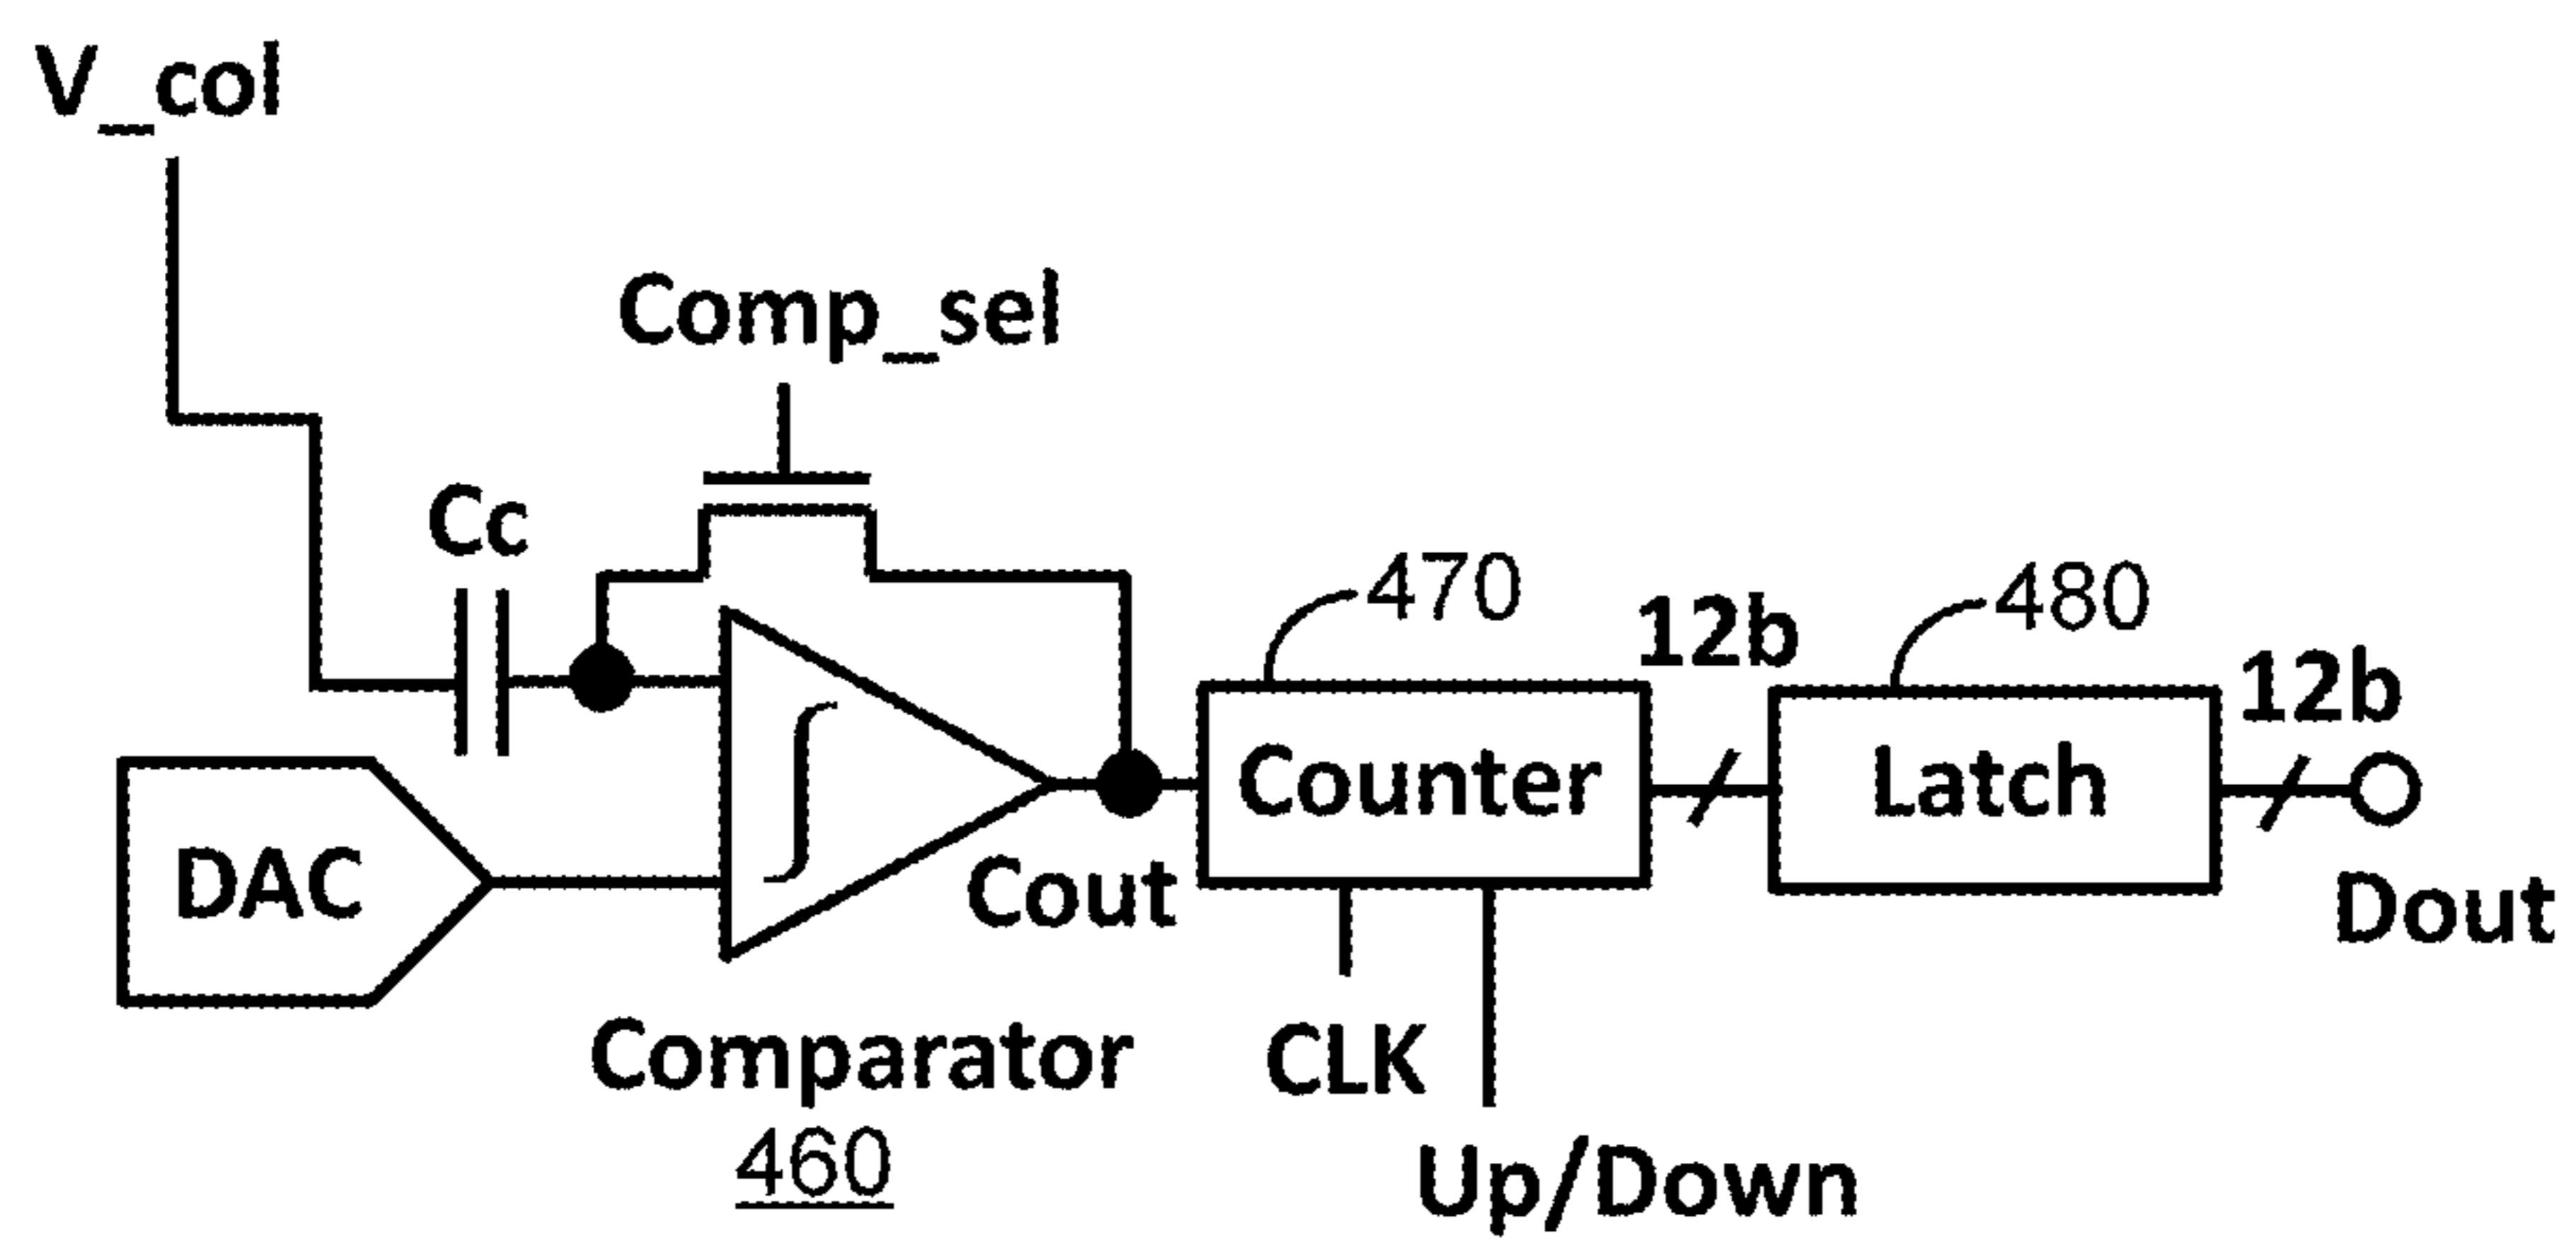 V_col
Comp_sel
Cc
470
12b
480
12b
Counter
Latch
DAC
Cout
Dout
Comparator
460
CLK
Up/Down